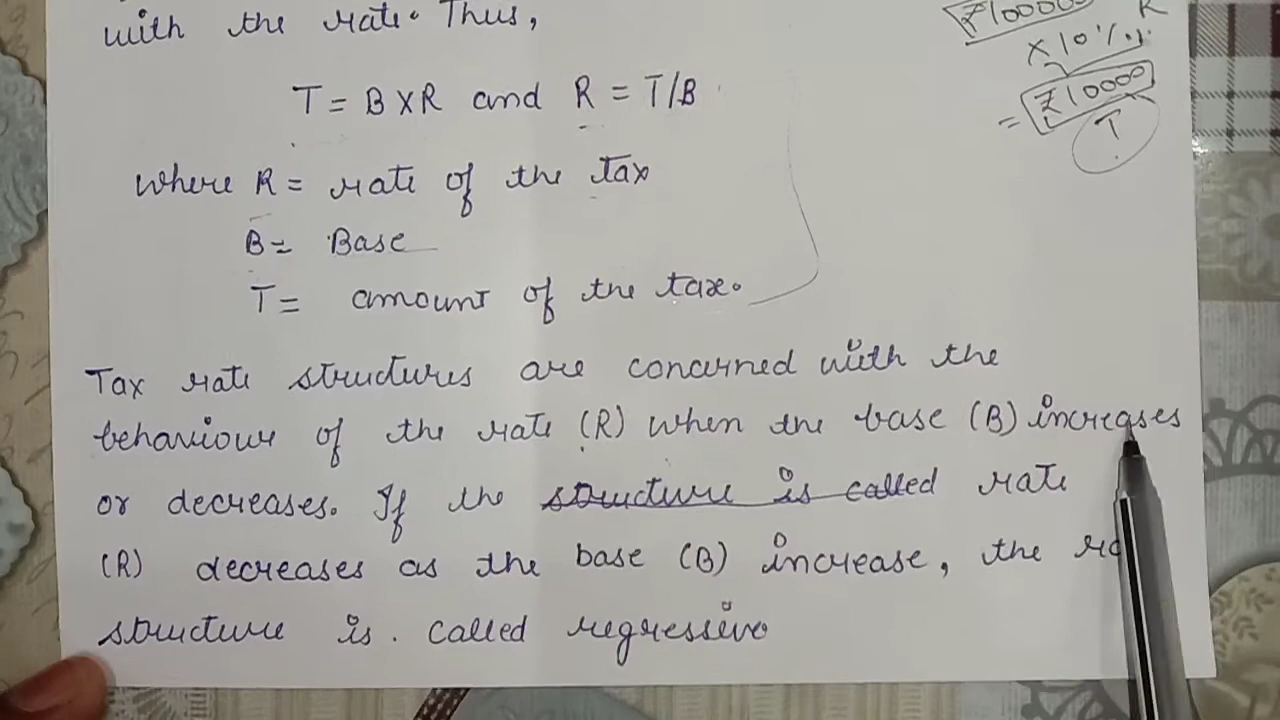 with the rate. Thus,
₹100000 R
X 10%
= ₹10000
T
T = B X R and R = T/B
where R = rate of the tax
B = Base
T = amount of the tax.
Tax rate structures are concerned with the
behaviour of the rate (R) when the base (B) increases
or decreases. If the structure is called rate
(R) decreases as the base (B) increase, the
structure is called regressive